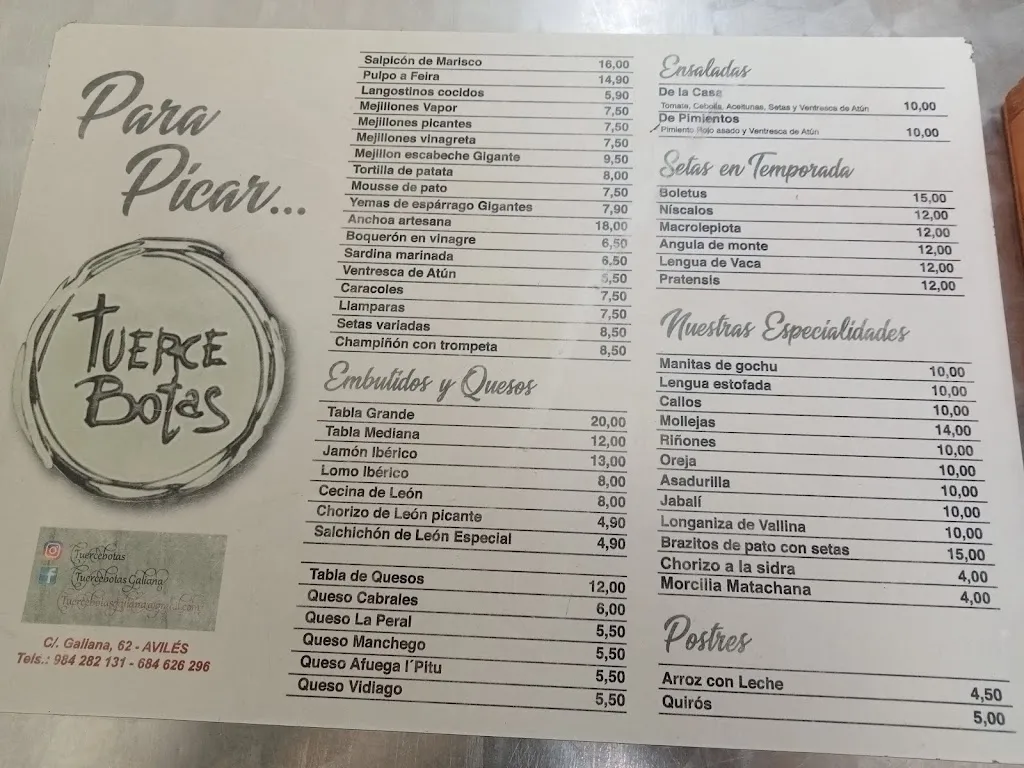 Para
Picar...
TUERCE
Botas
Tuercebotas
Tuercebotas Galiana
C/. Galiana, 62 - AVILÉS
Tels.: 984 282 131 - 684 626 296
Salpicón de Marisco 16,00
Pulpo a Feira 14,90
Langostinos cocidos 5,90
Mejillones Vapor 7,50
Mejillones picantes 7,50
Mejillones vinagreta 7,50
Mejillon escabeche Gigante 9,50
Tortilla de patata 8,00
Mousse de pato 7,50
Yemas de espárrago Gigantes 7,90
Anchoa artesana 18,00
Boquerón en vinagre 6,50
Sardina marinada 6,50
Ventresca de Atún 5,50
Caracoles 7,50
Llamparas 7,50
Setas variadas 8,50
Champiñón con trompeta 8,50
Embutidos y Quesos
Tabla Grande 20,00
Tabla Mediana 12,00
Jamón Ibérico 13,00
Lomo Ibérico 8,00
Cecina de León 8,00
Chorizo de León picante 4,90
Salchichón de León Especial 4,90
Tabla de Quesos 12,00
Queso Cabrales 6,00
Queso La Peral 5,50
Queso Manchego 5,50
Queso Afuega l´Pitu 5,50
Queso Vidiago 5,50
Ensaladas
De la Casa
Tomate, Cebolla, Aceitunas, Setas y Ventresca de Atún 10,00
De Pimientos
Pimiento Rojo asado y Ventresca de Atún 10,00
Setas en Temporada
Boletus 15,00
Níscalos 12,00
Macrolepiota 12,00
Angula de monte 12,00
Lengua de Vaca 12,00
Pratensis 12,00
Nuestras Especialidades
Manitas de gochu 10,00
Lengua estofada 10,00
Callos 10,00
Mollejas 14,00
Riñones 10,00
Oreja 10,00
Asadurilla 10,00
Jabalí 10,00
Longaniza de Vallina 10,00
Brazitos de pato con setas 15,00
Chorizo a la sidra 4,00
Morcilla Matachana 4,00
Postres
Arroz con Leche 4,50
Quirós 5,00